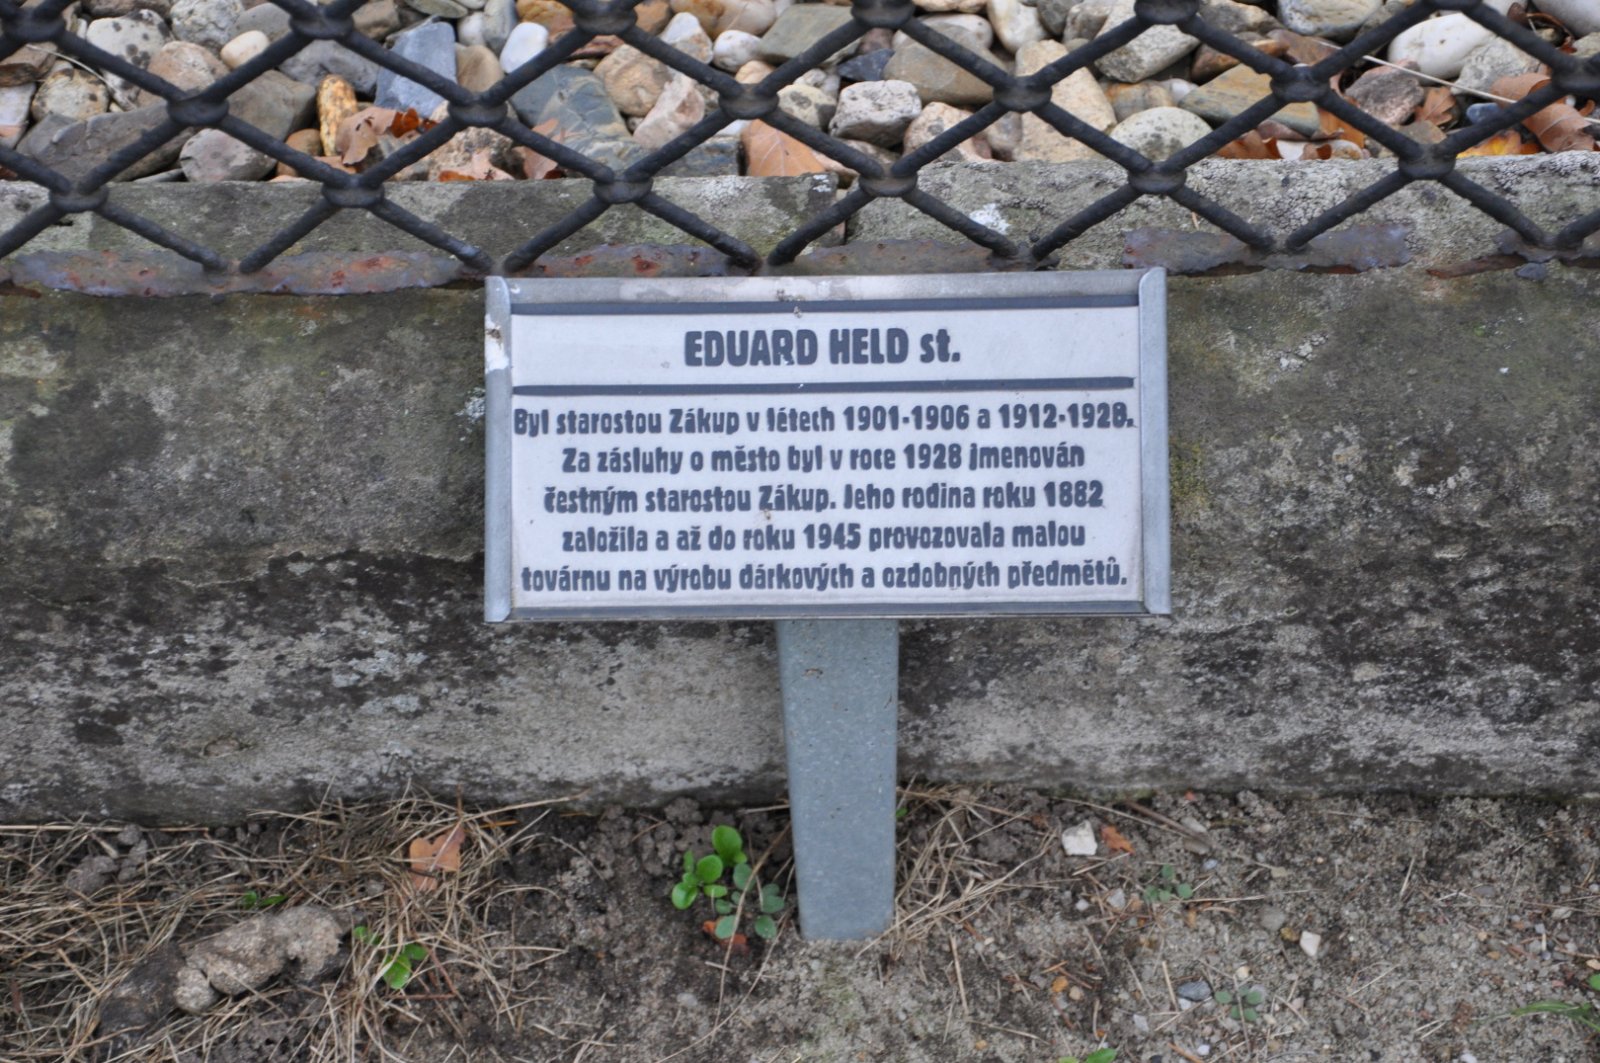 EDUARD HELD st.
Byl starostou Zákup v létech 1901-1906 a 1912-1928.
Za zásluhy o město byl v roce 1928 jmenován
čestným starostou Zákup. Jeho rodina roku 1882
založila a až do roku 1945 provozovala malou
továrnu na výrobu dárkových a ozdobných předmětů.